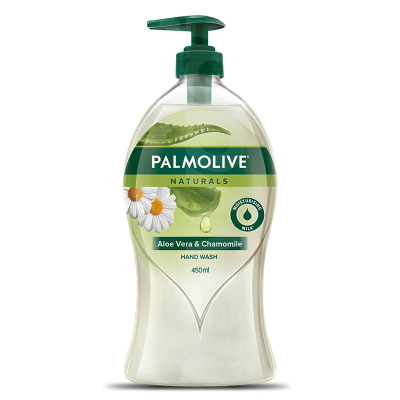 PALMOLIVE
NATURALS
MOISTURISING
MILK
Aloe Vera & Chamomile
HAND WASH
450ml